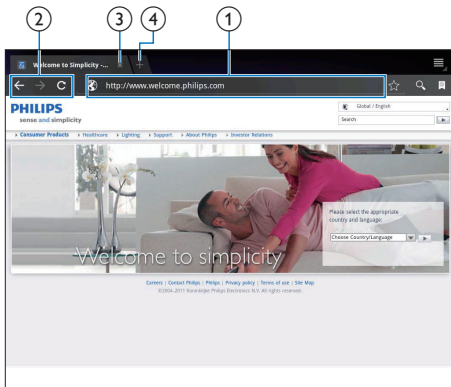 2 3 4 1
Welcome to Simplicity -...
http://www.welcome.philips.com
PHILIPS
sense and simplicity
Global / English
Search
Consumer Products Healthcare Lighting Support About Philips Investor Relations
Please select the appropriate
country and language:
Choose Country/Language
Welcome to simplicity
Careers | Contact Philips | Philips | Privacy policy | Terms of use | Site Map
©2004-2011 Koninklijke Philips Electronics N.V. All rights reserved.